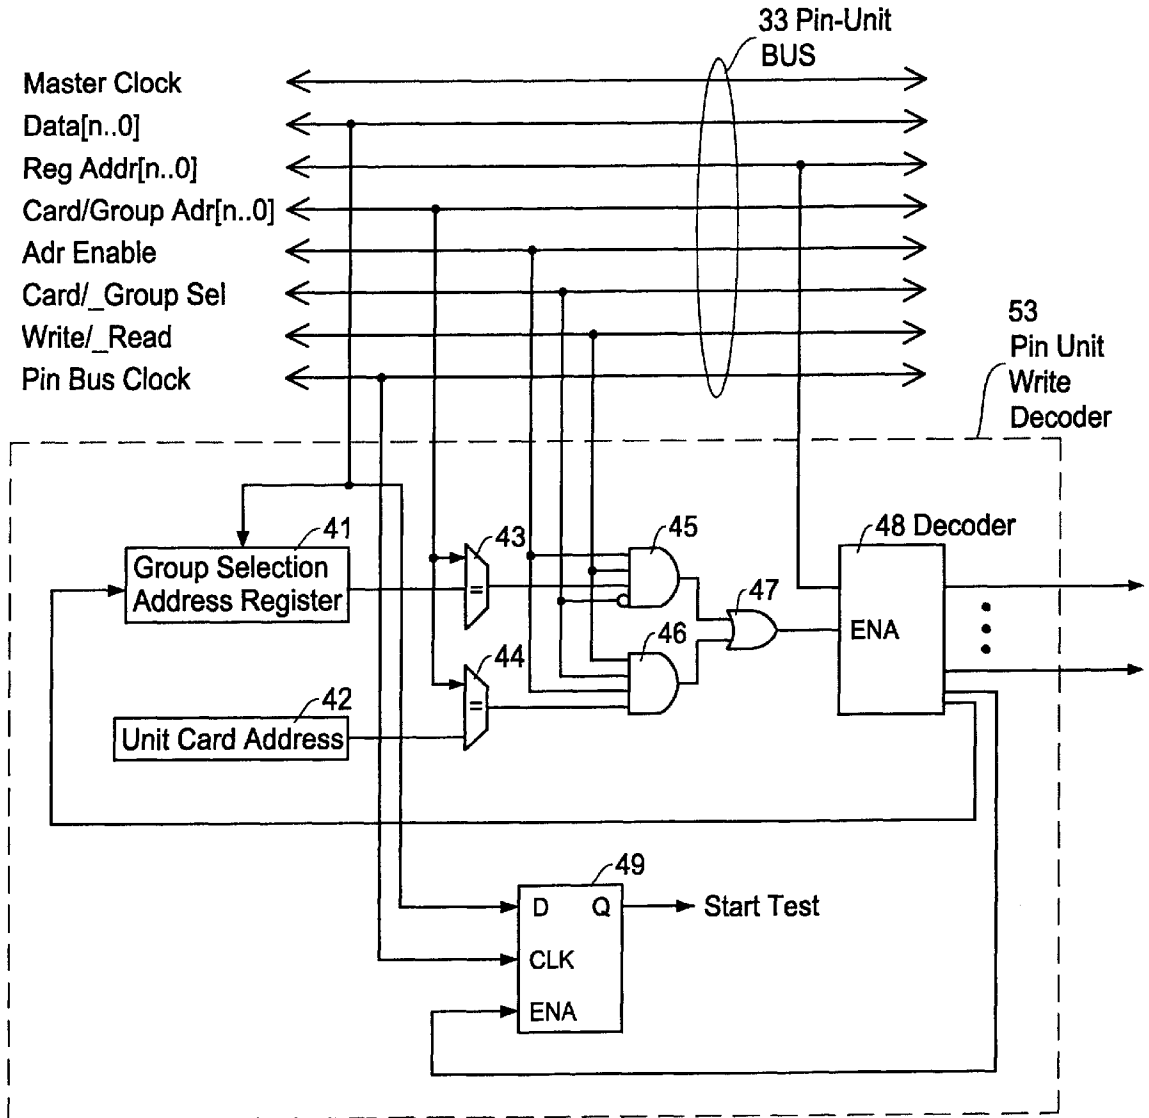 33 Pin-Unit
BUS
Master Clock
Data[n..0]
Reg Addr[n..0]
Card/Group Adr[n..0]
Adr Enable
Card/_Group Sel
Write/_Read
Pin Bus Clock
53
Pin Unit
Write
Decoder
41
Group Selection
Address Register
43
=
45
47
48 Decoder
ENA
46
44
=
42
Unit Card Address
49
D Q
Start Test
CLK
ENA